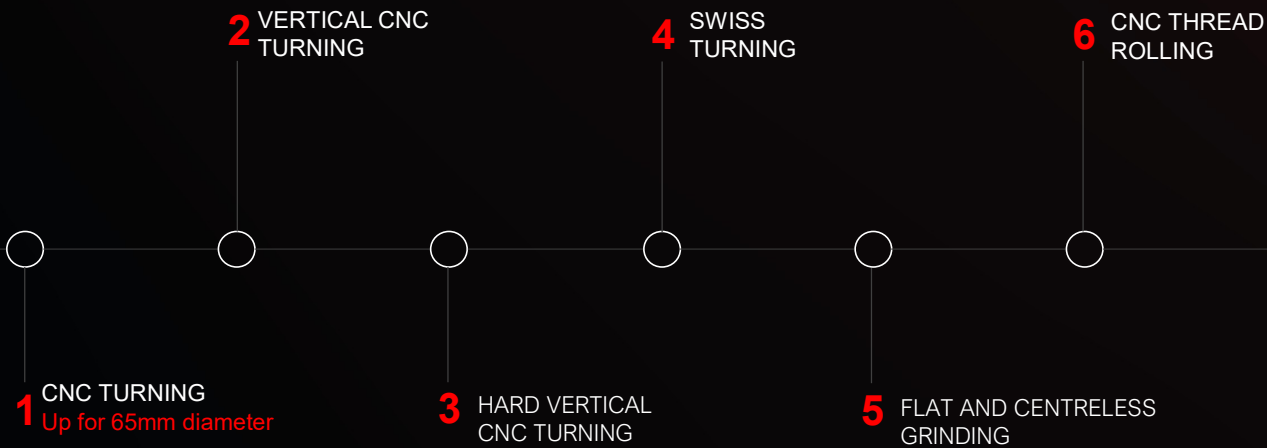 1 CNC TURNING
Up for 65mm diameter
2 VERTICAL CNC
TURNING
3 HARD VERTICAL
CNC TURNING
4 SWISS
TURNING
5 FLAT AND CENTRELESS
GRINDING
6 CNC THREAD
ROLLING